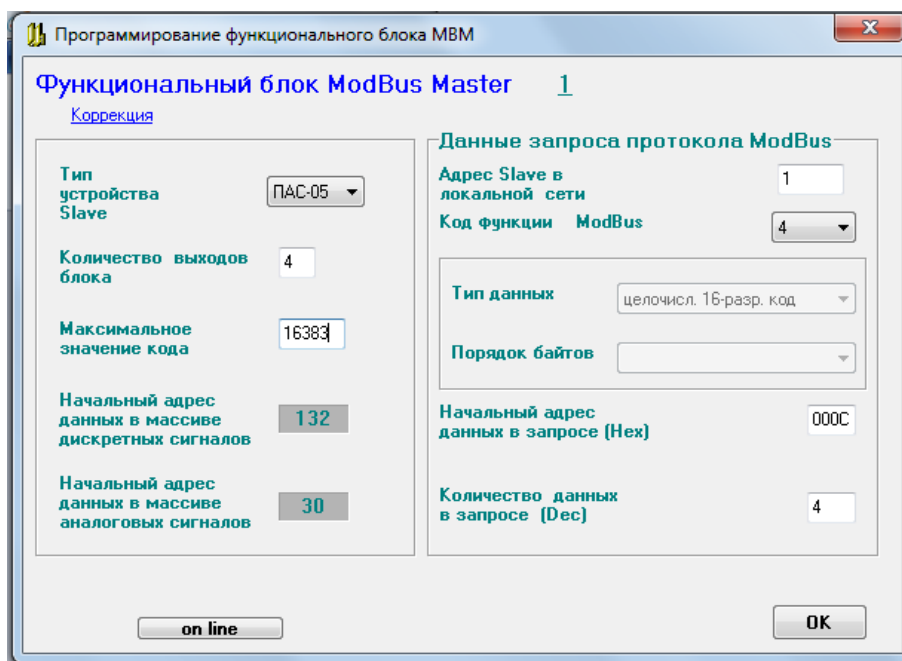 Программирование функционального блока МВМ
Функциональный блок ModBus Master 1
Коррекция
Тип
устройства
Slave
ПАС-05
Количество выходов
блока
4
Максимальное
значение кода
16383
Начальный адрес
данных в массиве
дискретных сигналов
132
Начальный адрес
данных в массиве
аналоговых сигналов
30
Данные запроса протокола ModBus
Адрес Slave в
локальной сети
1
Код функции ModBus
4
Тип данных
целочисл. 16-разр. код
Порядок байтов
Начальный адрес
данных в запросе (Hex)
000C
Количество данных
в запросе (Dec)
4
on line
OK